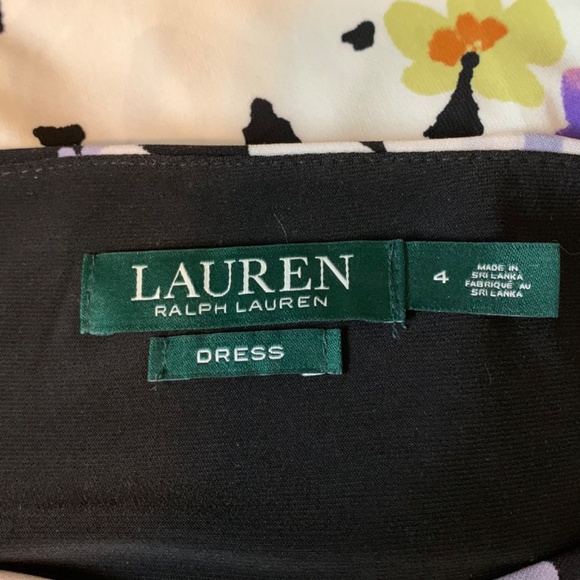 LAUREN
RALPH LAUREN
DRESS
4
MADE IN
SRI LANKA
FABRIQUÉ AU
SRI LANKA